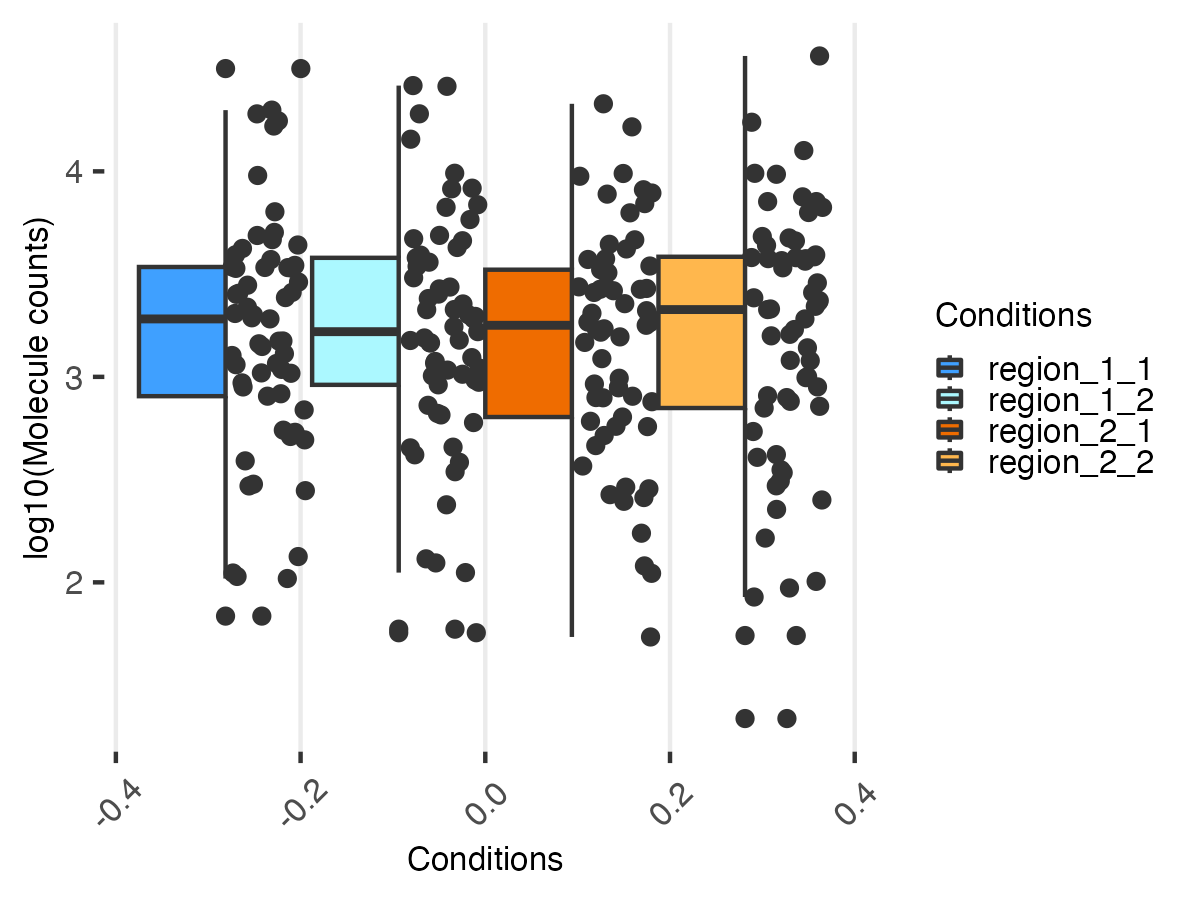 log10(Molecule counts)
4
3
2
-0.4
-0.2
0.0
0.2
0.4
Conditions
Conditions
region_1_1
region_1_2
region_2_1
region_2_2